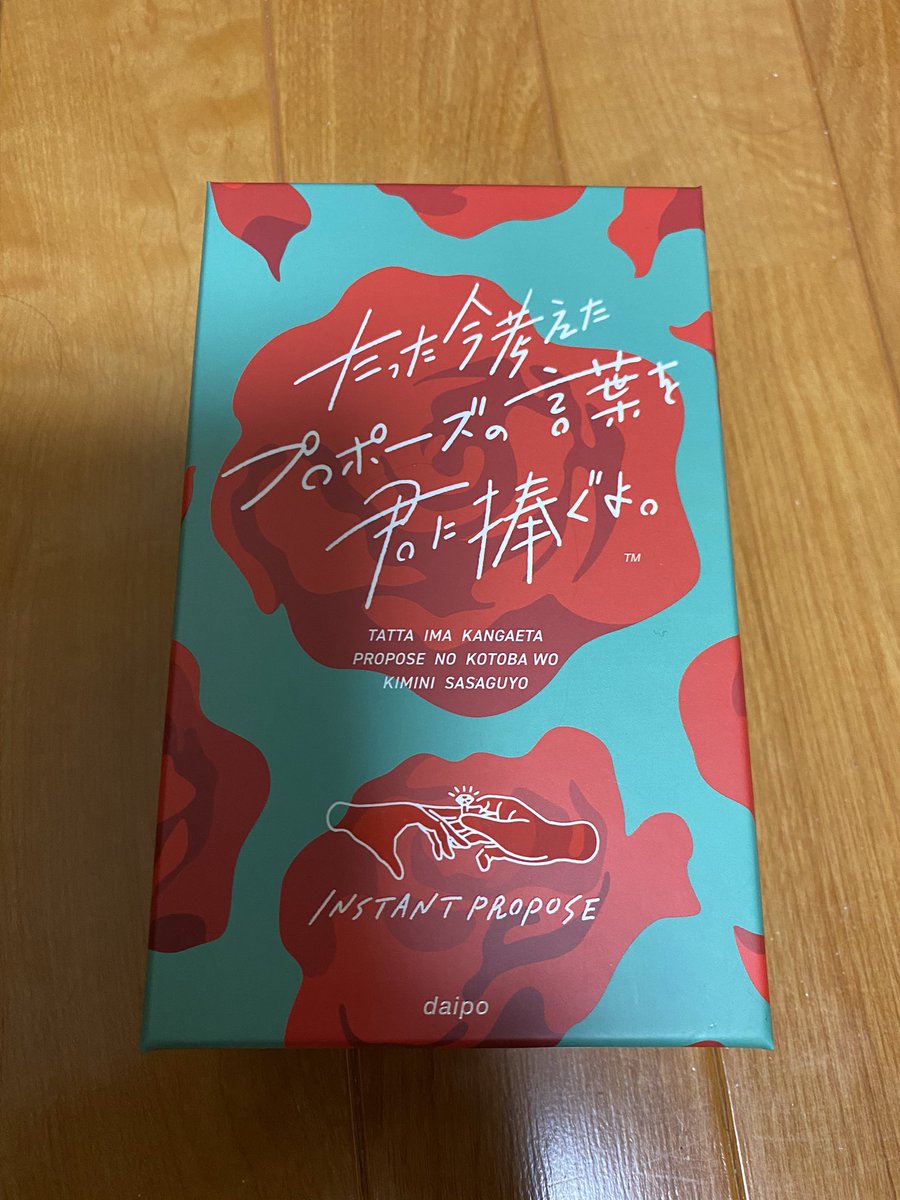 たった今考えた
プロポーズの言葉を
君に捧ぐよ。
TM
TATTA IMA KANGAETA
PROPOSE NO KOTOBA WO
KIMINI SASAGUYO
INSTANT PROPOSE
daipo